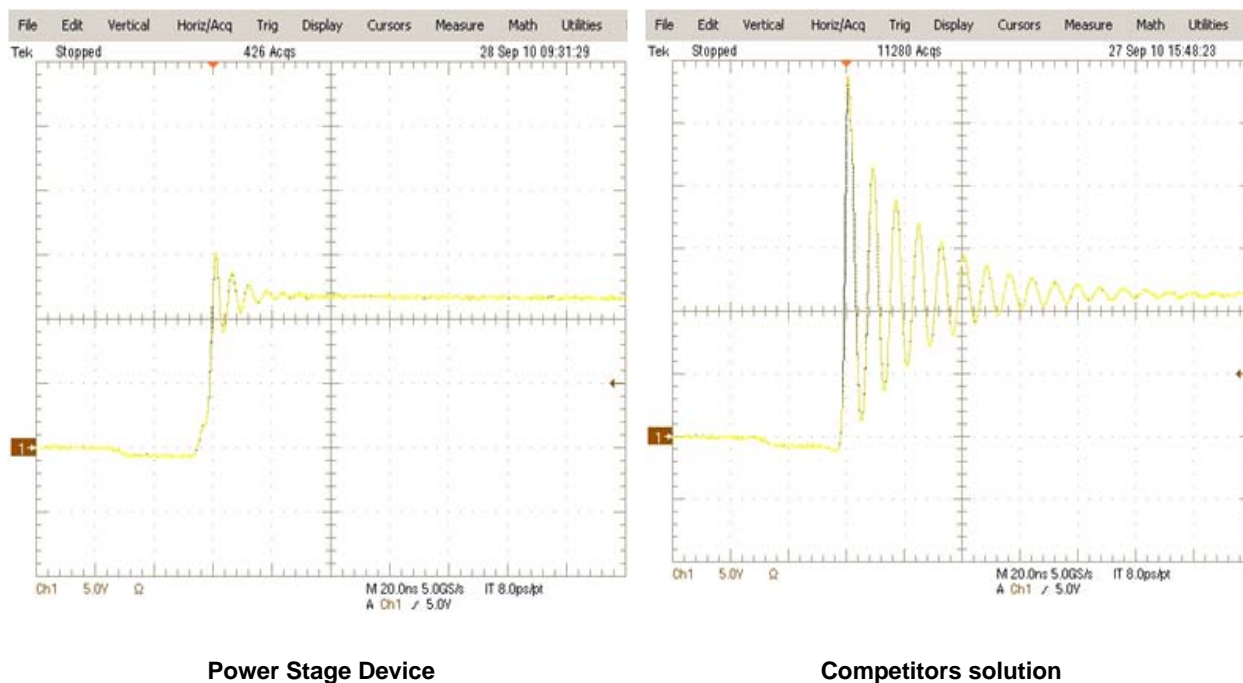 File Edit Vertical Horiz/Acq Trig Display Cursors Measure Math Utilities
Tek Stopped 426 Acqs 28 Sep 10 09:31:29
1
Ch1 5.0V Ω M 20.0ns 5.0GS/s IT 8.0ps/pt
A Ch1 ∕ 5.0V
File Edit Vertical Horiz/Acq Trig Display Cursors Measure Math Utilities
Tek Stopped 11280 Acqs 27 Sep 10 15:48:23
1
Ch1 5.0V Ω M 20.0ns 5.0GS/s IT 8.0ps/pt
A Ch1 ∕ 5.0V
Power Stage Device
Competitors solution